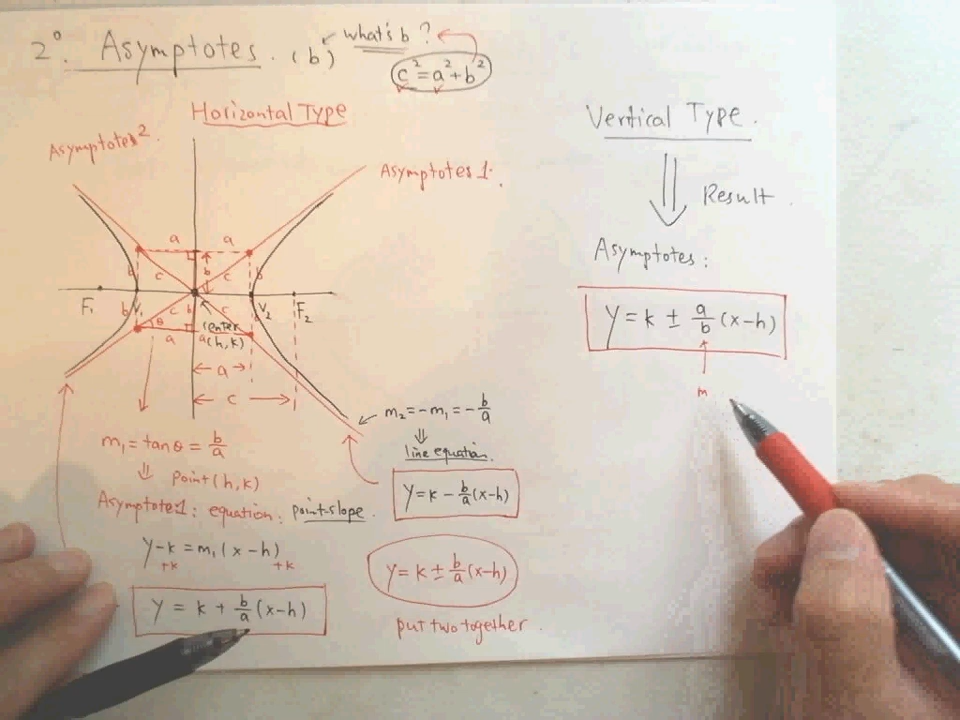 2°. Asymptotes. (b) what's b?
c² = a² + b²
Horizontal Type
Asymptotes 2.
Asymptotes 1.
a a
b c b c b
F₁ b V₁ c b c V₂ F₂
θ
a a
center
(h, k)
a
c
m₁ = tanθ = b/a
⇓ point (h, k)
Asymptote 1: equation: point-slope.
y - k = m₁(x - h)
+k +k
y = k + b/a (x-h)
m₂ = -m₁ = -b/a
⇓
line equation.
y = k - b/a (x-h)
y = k ± b/a (x-h)
put two together.
Vertical Type.
⇓ Result.
Asymptotes:
y = k ± a/b (x-h)
m